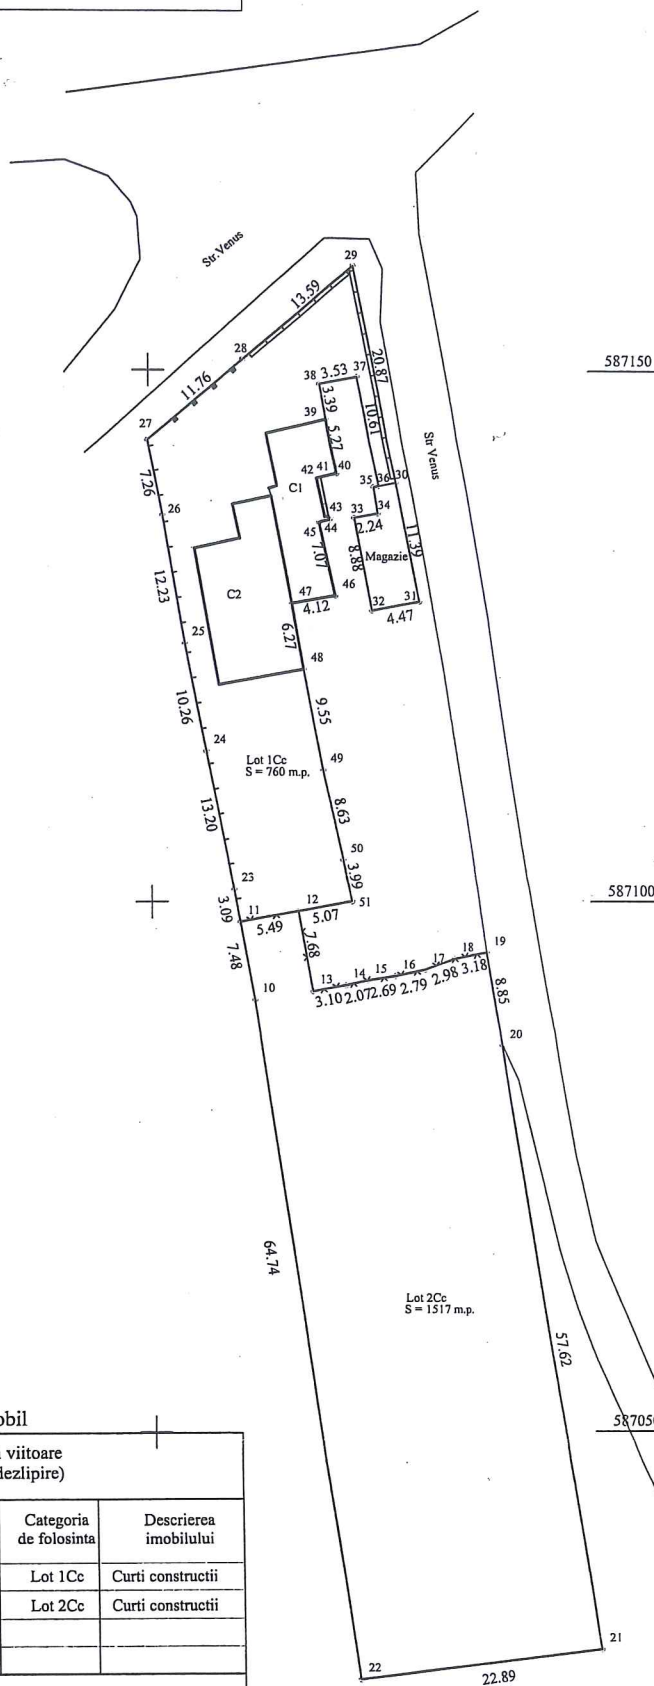 Str.Venus
29
13.59
28
587150
20.87
38 3.53 37
11.76
3.39
39
10.61
27
5.27
Str Venus
7.26
42 41 40
35 36 30
C1
26
43
33 34
45 44
2.24
11.39
7.07
8.88
Magazie
12.23
C2
46
47
4.12
32 31
4.47
25
6.27
48
10.26
9.55
24
Lot 1Cc
S = 760 m.p.
49
13.20
8.63
50
23
3.99
3.09
11
12
51
587100
5.49
5.07
7.48
7.68
19
10
13 14 15 16 17 18
3.10 2.07 2.69 2.79 2.98 3.18
8.85
20
64.74
Lot 2Cc
S = 1517 m.p.
57.62
obil
58705
viitoare
dezlipire)
Categoria
de folosinta
Descrierea
imobilului
Lot 1Cc Curti constructii
Lot 2Cc Curti constructii
21
22
22.89